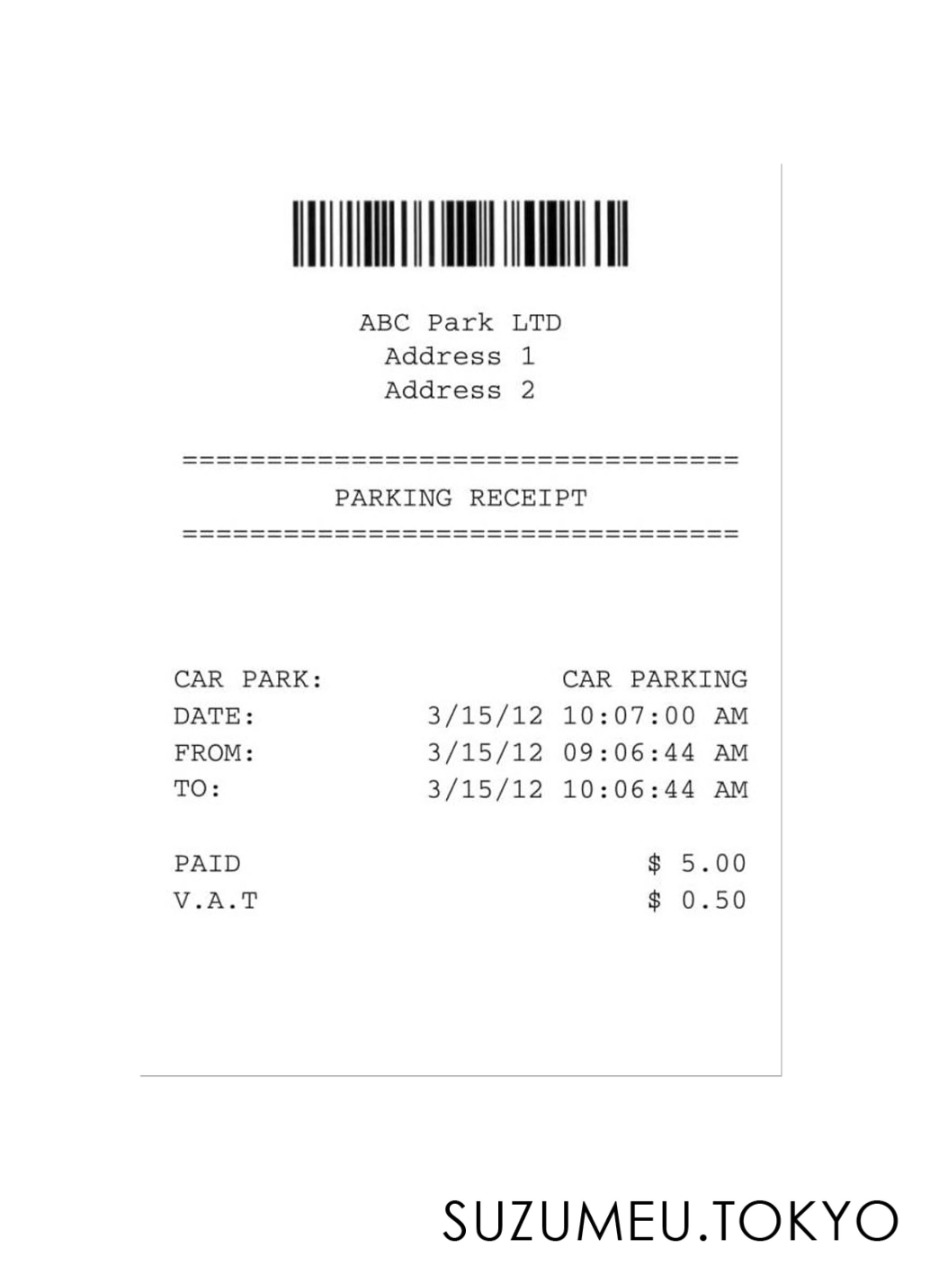 ABC Park LTD
Address 1
Address 2
=================================
PARKING RECEIPT
=================================
CAR PARK: CAR PARKING
DATE: 3/15/12 10:07:00 AM
FROM: 3/15/12 09:06:44 AM
TO: 3/15/12 10:06:44 AM
PAID $ 5.00
V.A.T $ 0.50
SUZUMEU.TOKYO